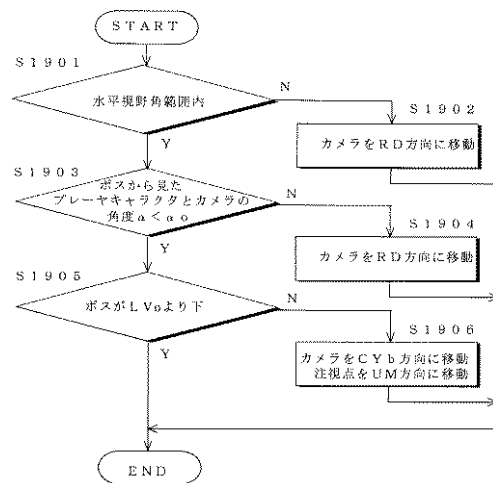 START
S1901
水平視野角範囲内
N
Y
S1902
カメラをRD方向に移動
S1903
ボスから見た
プレーヤキャラクタとカメラの
角度α<αo
N
Y
S1904
カメラをRD方向に移動
S1905
ボスがLVoより下
N
Y
S1906
カメラをCYb方向に移動
注視点をUM方向に移動
END